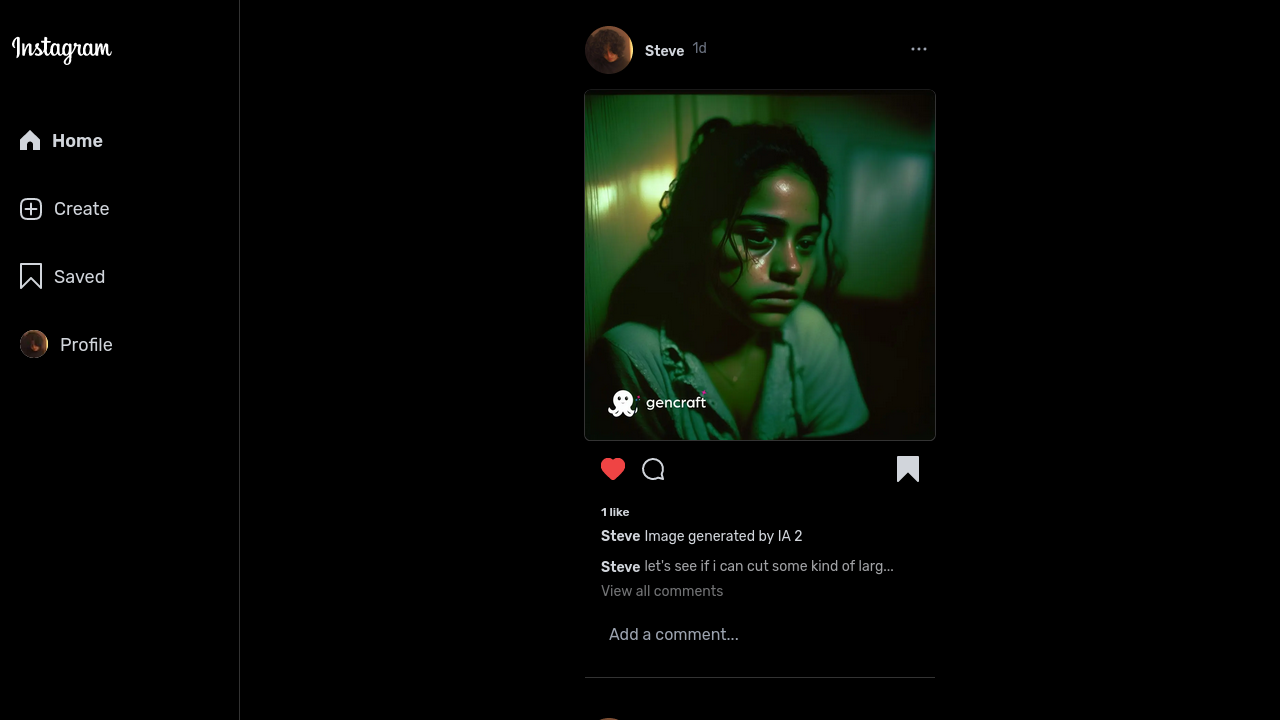 Instagram
Home
Create
Saved
Profile
Steve 1d
gencraft
1 like
Steve Image generated by IA 2
Steve let's see if i can cut some kind of larg...
View all comments
Add a comment...